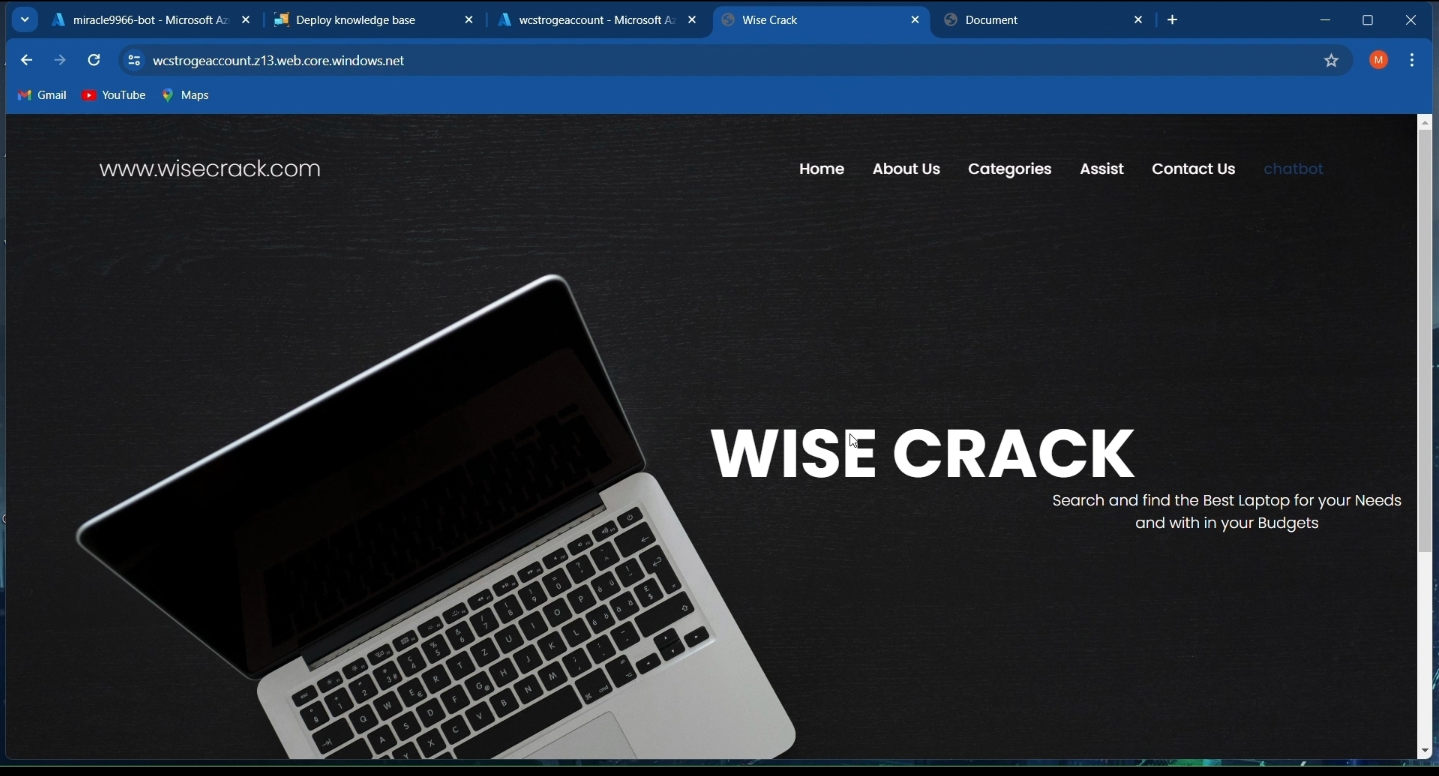 miracle9966-bot - Microsoft Az
Deploy knowledge base
wcstrogeaccount - Microsoft Az
Wise Crack
Document
wcstrogeaccount.z13.web.core.windows.net
M
Gmail
YouTube
Maps
www.wisecrack.com
Home
About Us
Categories
Assist
Contact Us
chatbot
WISE CRACK
Search and find the Best Laptop for your Needs
and with in your Budgets